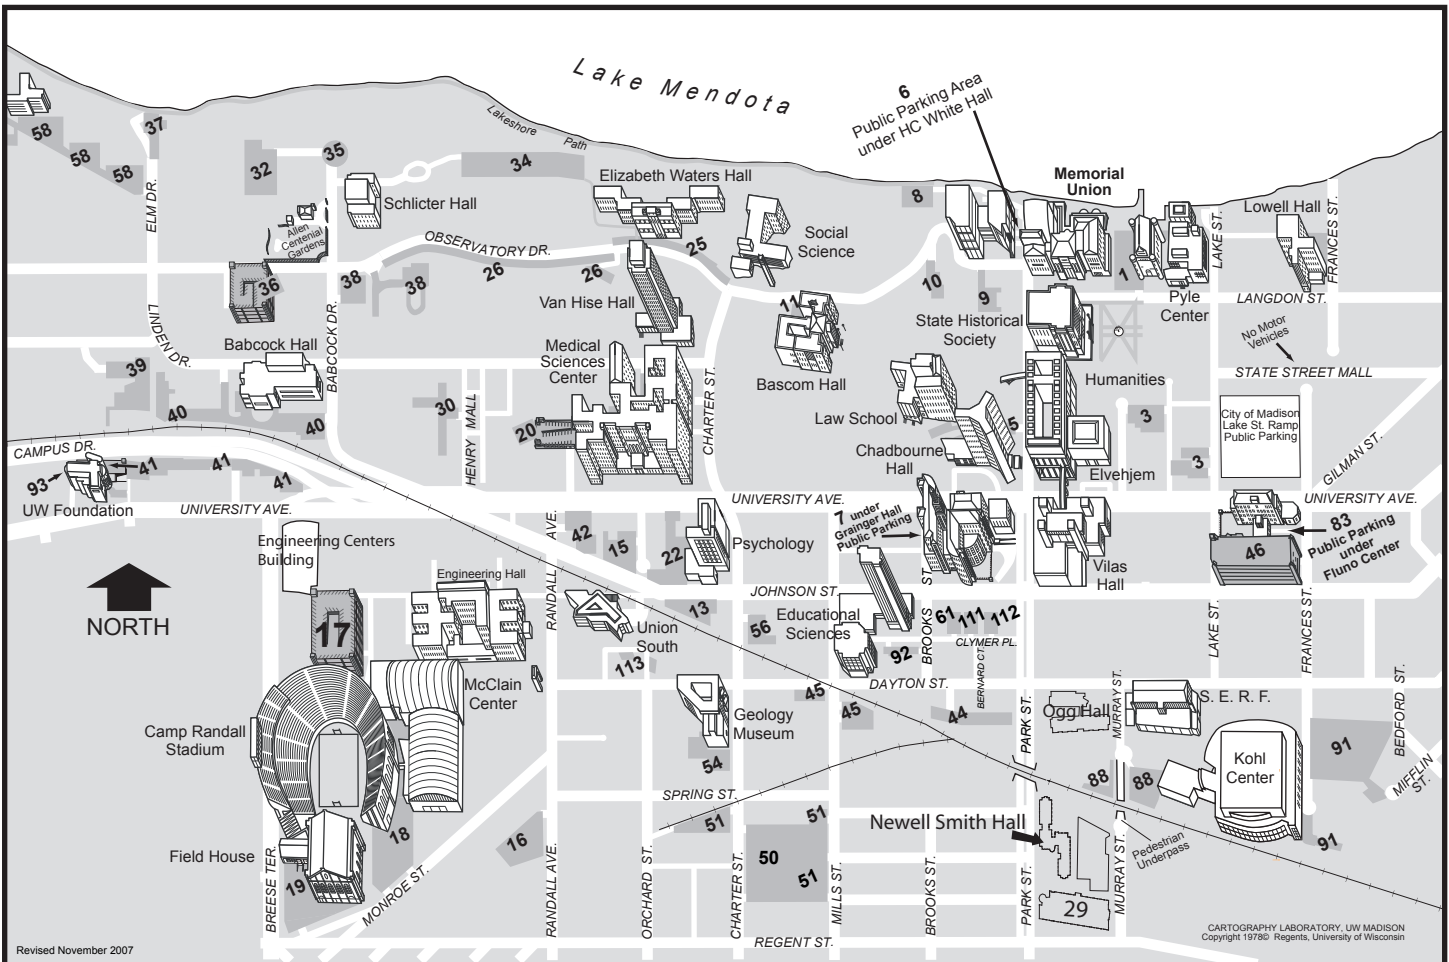 Lake Mendota
6
Public Parking Area
under HC White Hall
Lakeshore
Path
58
58
58
37
ELM DR.
32
35
34
Schlicter Hall
Elizabeth Waters Hall
Social
Science
8
Memorial
Union
Lowell Hall
LAKE ST.
FRANCES ST.
Allen
Centenial
Gardens
OBSERVATORY DR.
25
26
26
36
38
38
Van Hise Hall
11
10
9
1
Pyle
Center
LANGDON ST.
State Historical
Society
No Motor
Vehicles
LINDEN DR.
BABCOCK DR.
Babcock Hall
Medical
Sciences
Center
CHARTER ST.
Bascom Hall
Humanities
STATE STREET MALL
39
40
40
30
HENRY MALL
20
Law School
5
3
3
City of Madison
Lake St. Ramp
Public Parking
GILMAN ST.
Chadbourne
Hall
Elvehjem
CAMPUS DR.
93
41
41
41
UW Foundation
UNIVERSITY AVE.
UNIVERSITY AVE.
UNIVERSITY AVE.
7 under
Grainger Hall
Public Parking
83
Public Parking
under
Fluno Center
46
Engineering Centers
Building
RANDALL AVE.
42
15
22
Psychology
Vilas
Hall
NORTH
Engineering Hall
JOHNSON ST.
17
Union
South
13
56
Educational
Sciences
BROOKS ST.
61
111
112
CLYMER PL.
92
BERNARD CT.
LAKE ST.
FRANCES ST.
113
McClain
Center
DAYTON ST.
45
45
44
Geology
Museum
PARK ST.
Ogg Hall
MURRAY ST.
S. E. R. F.
BEDFORD ST.
Camp Randall
Stadium
54
88
88
Kohl
Center
91
MIFFLIN
ST.
SPRING ST.
51
51
Newell Smith Hall
Pedestrian
Underpass
91
Field House
18
16
50
51
19
BREESE TER.
MONROE ST.
RANDALL AVE.
ORCHARD ST.
CHARTER ST.
MILLS ST.
BROOKS ST.
PARK ST.
29
MURRAY ST.
REGENT ST.
Revised November 2007
CARTOGRAPHY LABORATORY, UW MADISON
Copyright 1978© Regents, University of Wisconsin